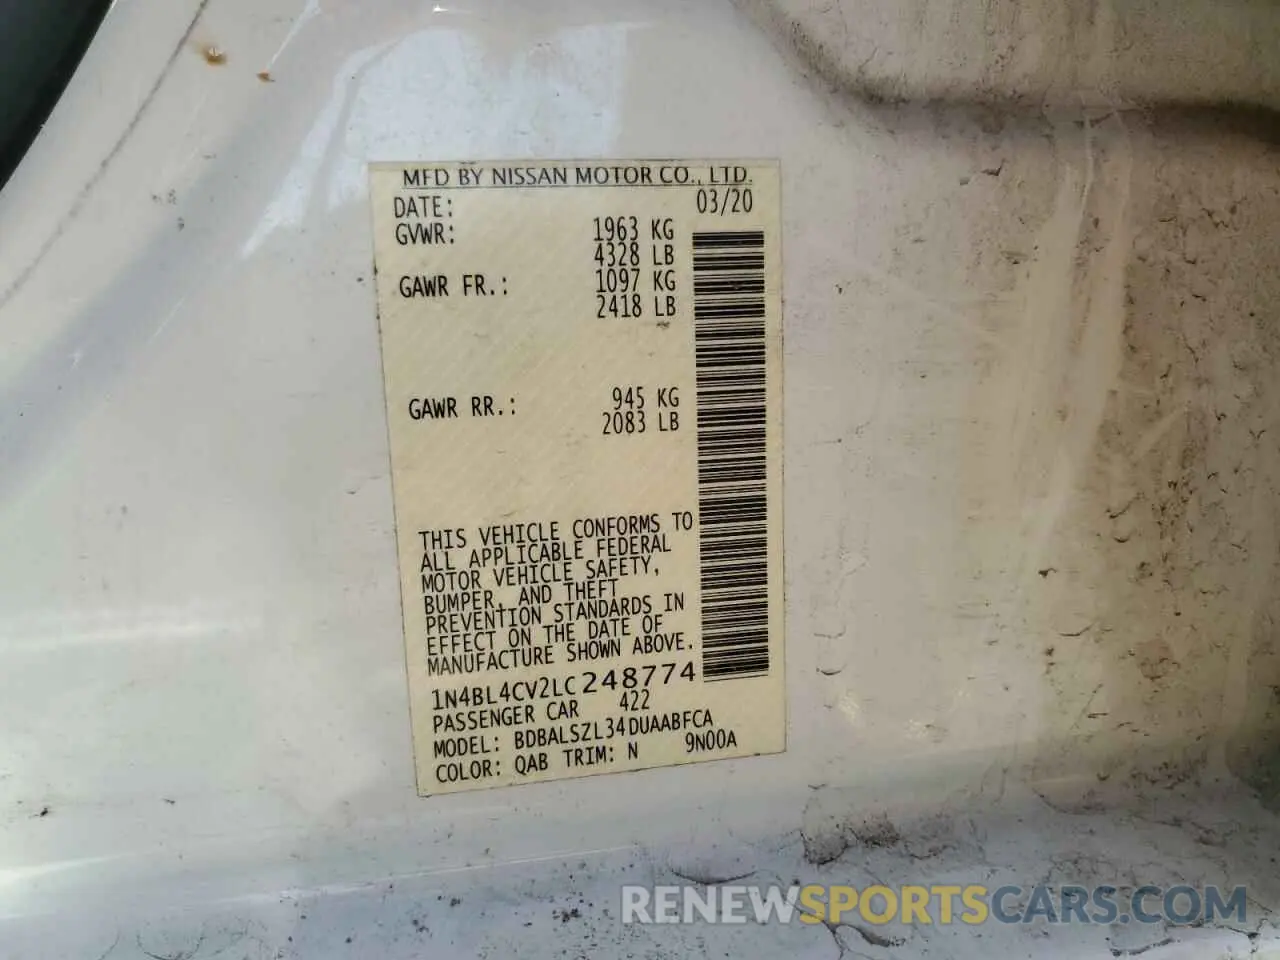 MFD BY NISSAN MOTOR CO., LTD.
DATE: 03/20
GVWR: 1963 KG
4328 LB
GAWR FR.: 1097 KG
2418 LB
GAWR RR.: 945 KG
2083 LB
THIS VEHICLE CONFORMS TO
ALL APPLICABLE FEDERAL
MOTOR VEHICLE SAFETY,
BUMPER, AND THEFT
PREVENTION STANDARDS IN
EFFECT ON THE DATE OF
MANUFACTURE SHOWN ABOVE.
1N4BL4CV2LC248774
PASSENGER CAR 422
MODEL: BDBALSZL34DUAABFCA
COLOR: QAB TRIM: N 9N00A
RENEWSPORTSCARS.COM